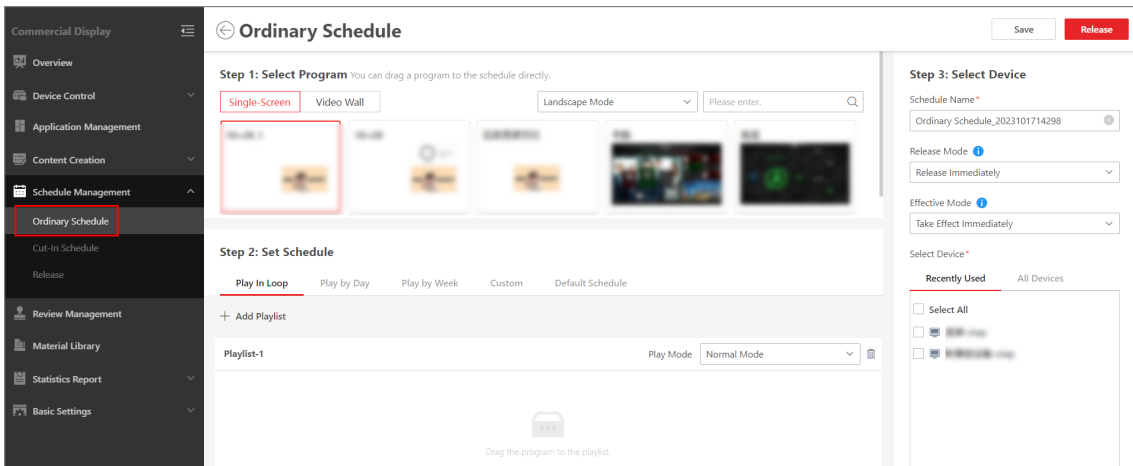 Commercial Display
Overview
Device Control
Application Management
Content Creation
Schedule Management
Ordinary Schedule
Cut-In Schedule
Release
Review Management
Material Library
Statistics Report
Basic Settings
Ordinary Schedule
Save
Release
Step 1: Select Program You can drag a program to the schedule directly.
Single-Screen
Video Wall
Landscape Mode
Please enter.
Step 2: Set Schedule
Play In Loop
Play by Day
Play by Week
Custom
Default Schedule
+ Add Playlist
Playlist-1
Play Mode
Normal Mode
Drag the program to the playlist.
Step 3: Select Device
Schedule Name*
Ordinary Schedule_2023101714298
Release Mode
Release Immediately
Effective Mode
Take Effect Immediately
Select Device*
Recently Used
All Devices
Select All